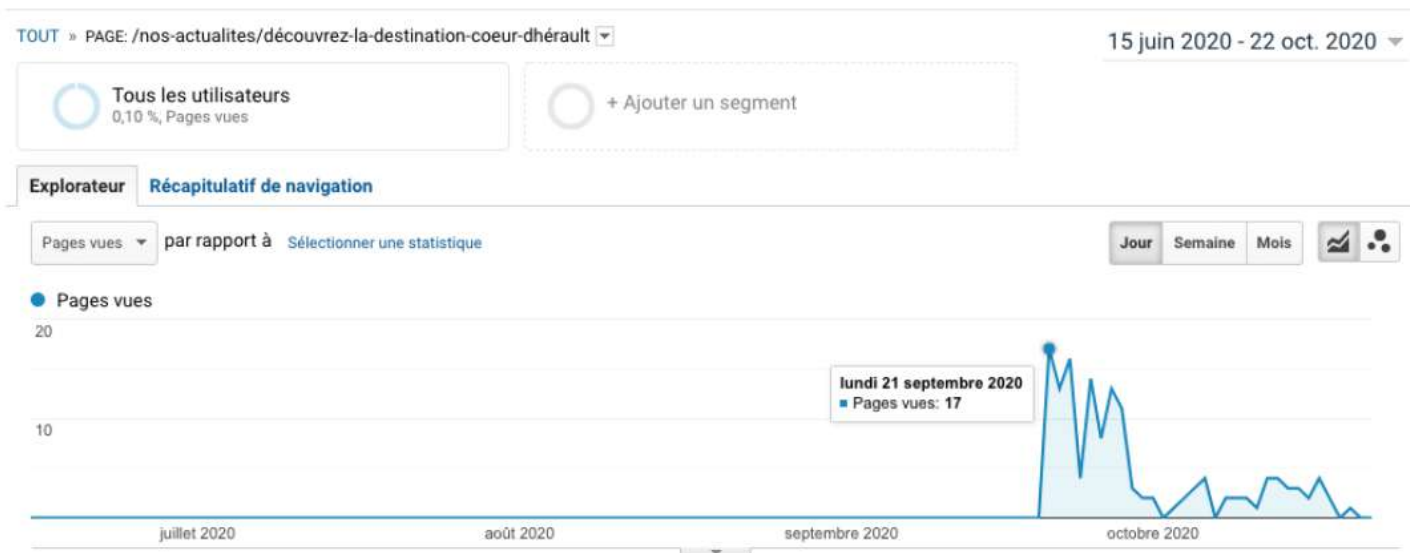 TOUT » PAGE: /nos-actualites/découvrez-la-destination-coeur-dhérault
15 juin 2020 - 22 oct. 2020
Tous les utilisateurs
0,10 %, Pages vues
+ Ajouter un segment
Explorateur Récapitulatif de navigation
Pages vues par rapport à Sélectionner une statistique
Jour Semaine Mois
Pages vues
20
lundi 21 septembre 2020
Pages vues: 17
10
juillet 2020 août 2020 septembre 2020 octobre 2020